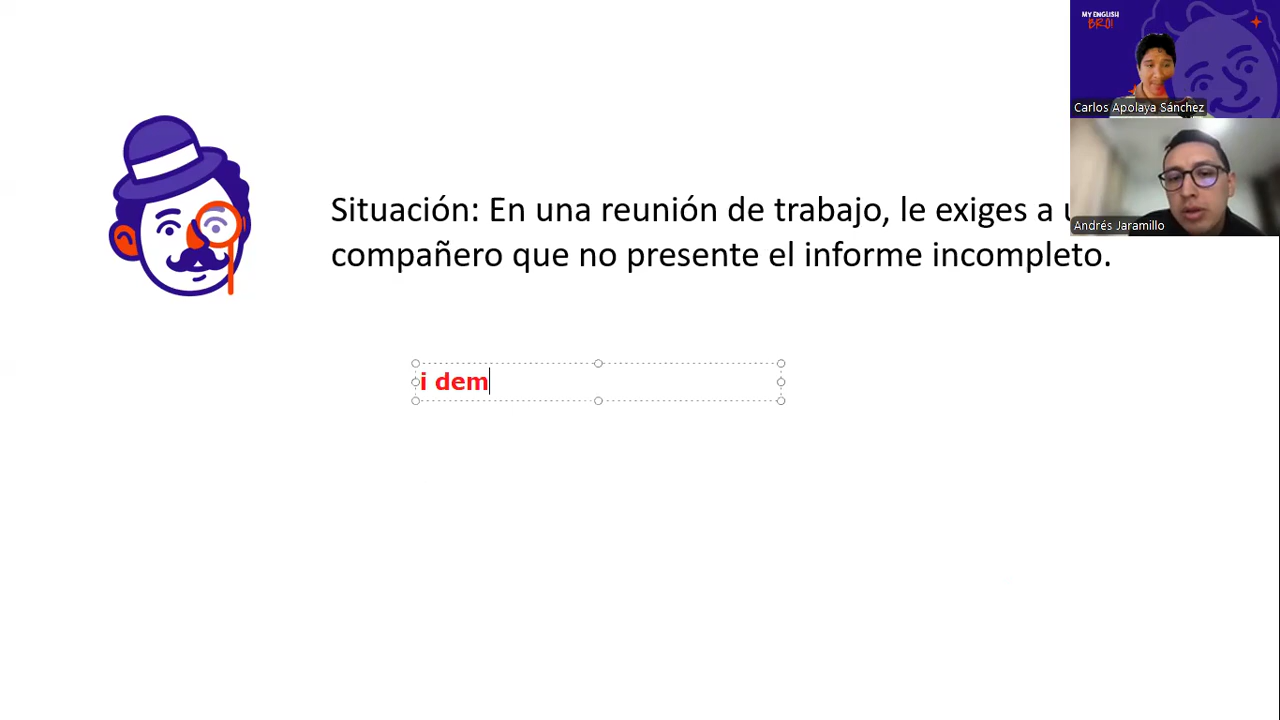 MY ENGLISH
BRO!
Carlos Apolaya Sánchez
Andrés Jaramillo
Situación: En una reunión de trabajo, le exiges a
compañero que no presente el informe incompleto.
i dem